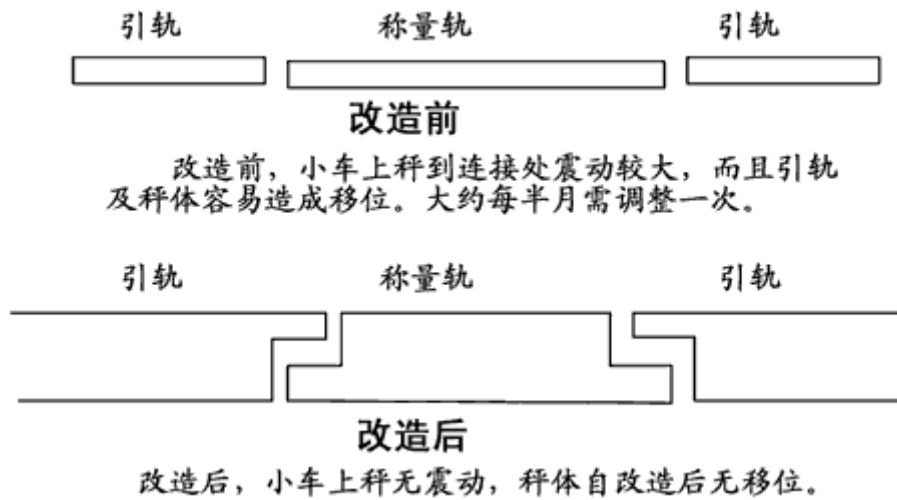 引轨 称量轨 引轨
改造前
改造前，小车上秤到连接处震动较大，而且引轨
及秤体容易造成移位。大约每半月需调整一次。
引轨 称量轨 引轨
改造后
改造后，小车上秤无震动，秤体自改造后无移位。